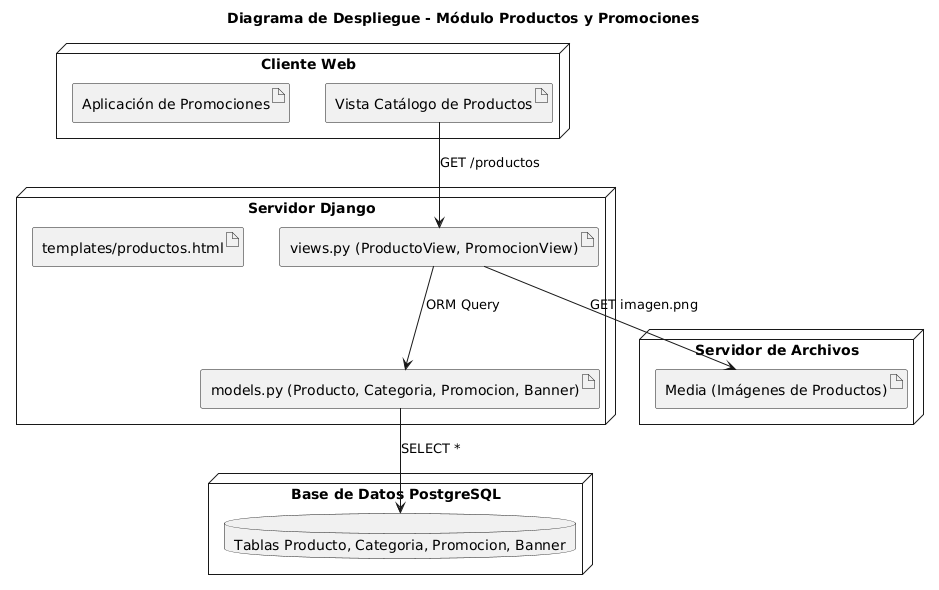 Diagrama de Despliegue - Módulo Productos y Promociones
Cliente Web
Aplicación de Promociones
Vista Catálogo de Productos
GET /productos
Servidor Django
templates/productos.html
views.py (ProductoView, PromocionView)
ORM Query
GET imagen.png
Servidor de Archivos
models.py (Producto, Categoria, Promocion, Banner)
Media (Imágenes de Productos)
SELECT *
Base de Datos PostgreSQL
Tablas Producto, Categoria, Promocion, Banner